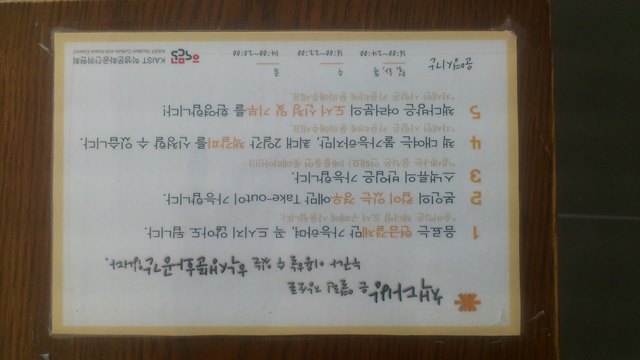 책다방은 열린 장소로
누구나 이용할 수 있는 학생문화공간입니다.
1 음료는 현금결제만 가능하며, 꼭 드시지 않아도 됩니다.
*순이익은 책다방 도서 구매에 사용됩니다.
2 본인의 컵이 있는 경우에만 Take-out이 가능합니다.
3 스낵류의 반입은 가능합니다.
*냄새나는 음식은 안돼요! (예를들면 롯데리아!!!!)
4 책 대여는 불가능하지만, 최대 2일간 책갈피를 신청할 수 있습니다.
*자세한 사항은 카운터에 문의해주세요.
5 책다방은 여러분의 도서 신청 및 기부를 환영합니다!
*자세한 사항은 카운터에 문의해주세요.
운영시간
월, 화, 목 수 금
16:00~24:00 16:00~22:00 14:00~20:00
KAIST 학생문화공간위원회
KAIST Student Culture and Space Council